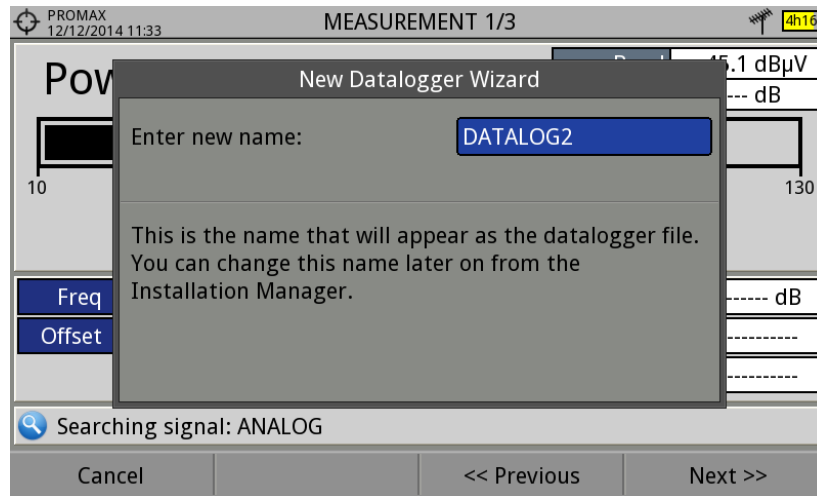 PROMAX
12/12/2014 11:33
MEASUREMENT 1/3
4h16
Pow
.1 dBµV
--- dB
New Datalogger Wizard
Enter new name:
DATALOG2
10
130
This is the name that will appear as the datalogger file.
You can change this name later on from the
Installation Manager.
Freq
------ dB
Offset
----------
----------
Searching signal: ANALOG
Cancel
<< Previous
Next >>